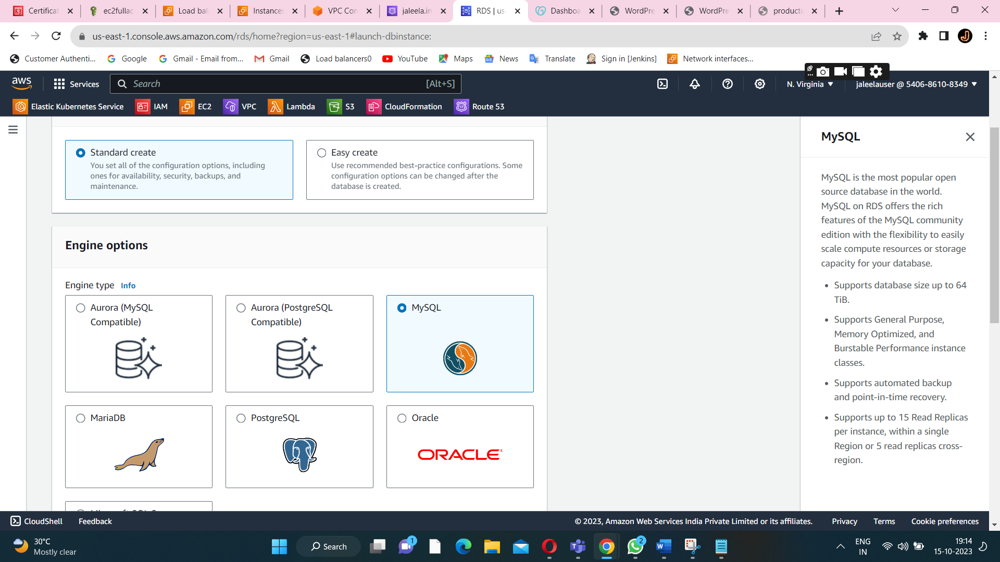 Certificat
ec2fullac
Load bal
Instances
VPC Con
jaleela.in
RDS | us-
Dashboa
WordPre
WordPre
producti
us-east-1.console.aws.amazon.com/rds/home?region=us-east-1#launch-dbinstance:
Customer Authenti...
Google
Gmail - Email from...
Gmail
Load balancers0
YouTube
Maps
News
Translate
Sign in [Jenkins]
Network interfaces...
aws
Services
Search
[Alt+S]
N. Virginia
jaleelauser @ 5406-8610-8349
Elastic Kubernetes Service
IAM
EC2
VPC
Lambda
S3
CloudFormation
Route 53
Standard create
You set all of the configuration options, including
ones for availability, security, backups, and
maintenance.
Easy create
Use recommended best-practice configurations. Some
configuration options can be changed after the
database is created.
Engine options
Engine type Info
Aurora (MySQL
Compatible)
Aurora (PostgreSQL
Compatible)
MySQL
MariaDB
PostgreSQL
Oracle
ORACLE
MySQL
MySQL is the most popular open
source database in the world.
MySQL on RDS offers the rich
features of the MySQL community
edition with the flexibility to easily
scale compute resources or storage
capacity for your database.
• Supports database size up to 64
TiB.
• Supports General Purpose,
Memory Optimized, and
Burstable Performance instance
classes.
• Supports automated backup
and point-in-time recovery.
• Supports up to 15 Read Replicas
per instance, within a single
Region or 5 read replicas cross-
region.
CloudShell
Feedback
© 2023, Amazon Web Services India Private Limited or its affiliates.
Privacy
Terms
Cookie preferences
30°C
Mostly clear
Search
1
2
ENG
IN
19:14
15-10-2023